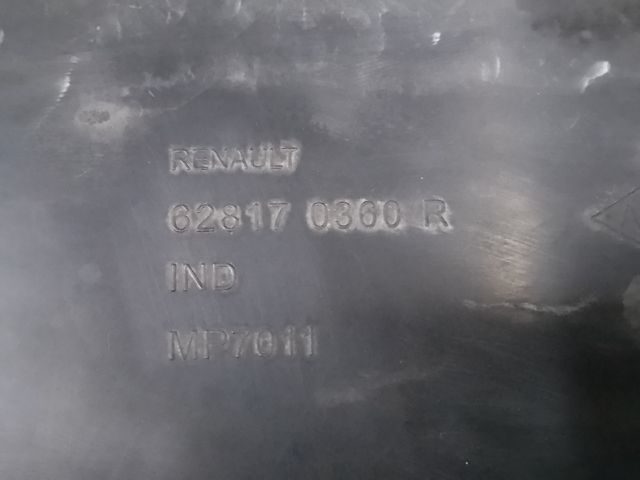 RENAULT
62817 0360 R
IND
MP7011